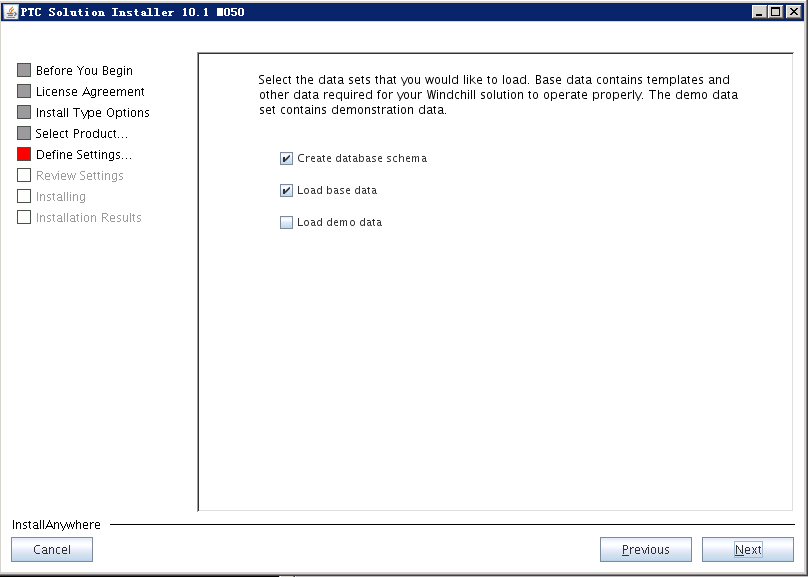 PTC Solution Installer 10.1 M050
Before You Begin
License Agreement
Install Type Options
Select Product...
Define Settings...
Review Settings
Installing
Installation Results
Select the data sets that you would like to load. Base data contains templates and
other data required for your Windchill solution to operate properly. The demo data
set contains demonstration data.
Create database schema
Load base data
Load demo data
InstallAnywhere
Cancel
Previous
Next